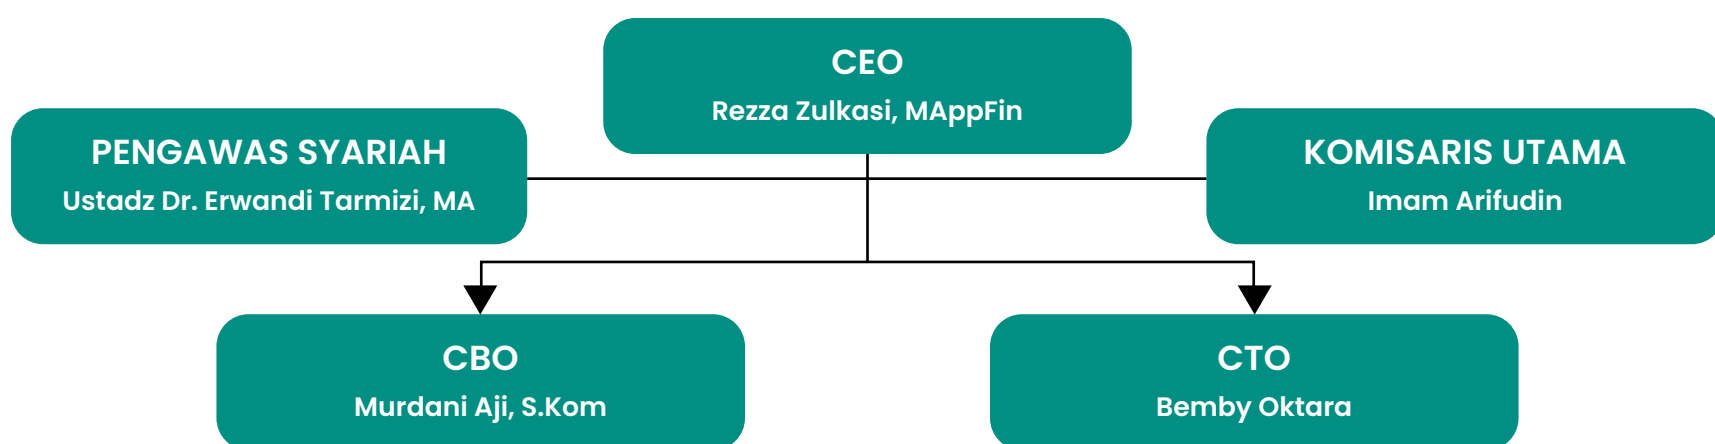 CEO
Rezza Zulkasi, MAppFin
PENGAWAS SYARIAH
Ustadz Dr. Erwandi Tarmizi, MA
KOMISARIS UTAMA
Imam Arifudin
CBO
Murdani Aji, S.Kom
CTO
Bemby Oktara